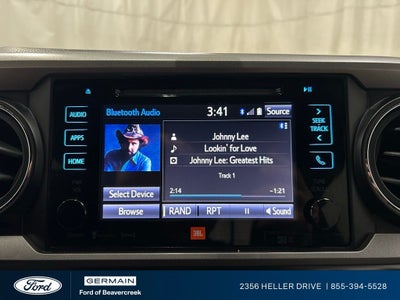 Bluetooth Audio
3:41
Source
AUDIO
APPS
HOME
SEEK
TRACK
Johnny Lee
Lookin' for Love
Johnny Lee: Greatest Hits
Track 1
2:14
-1:21
Select Device
Browse
RAND
RPT
Sound
JBL
Ford
GERMAIN
Ford of Beavercreek
2356 HELLER DRIVE | 855-394-5528